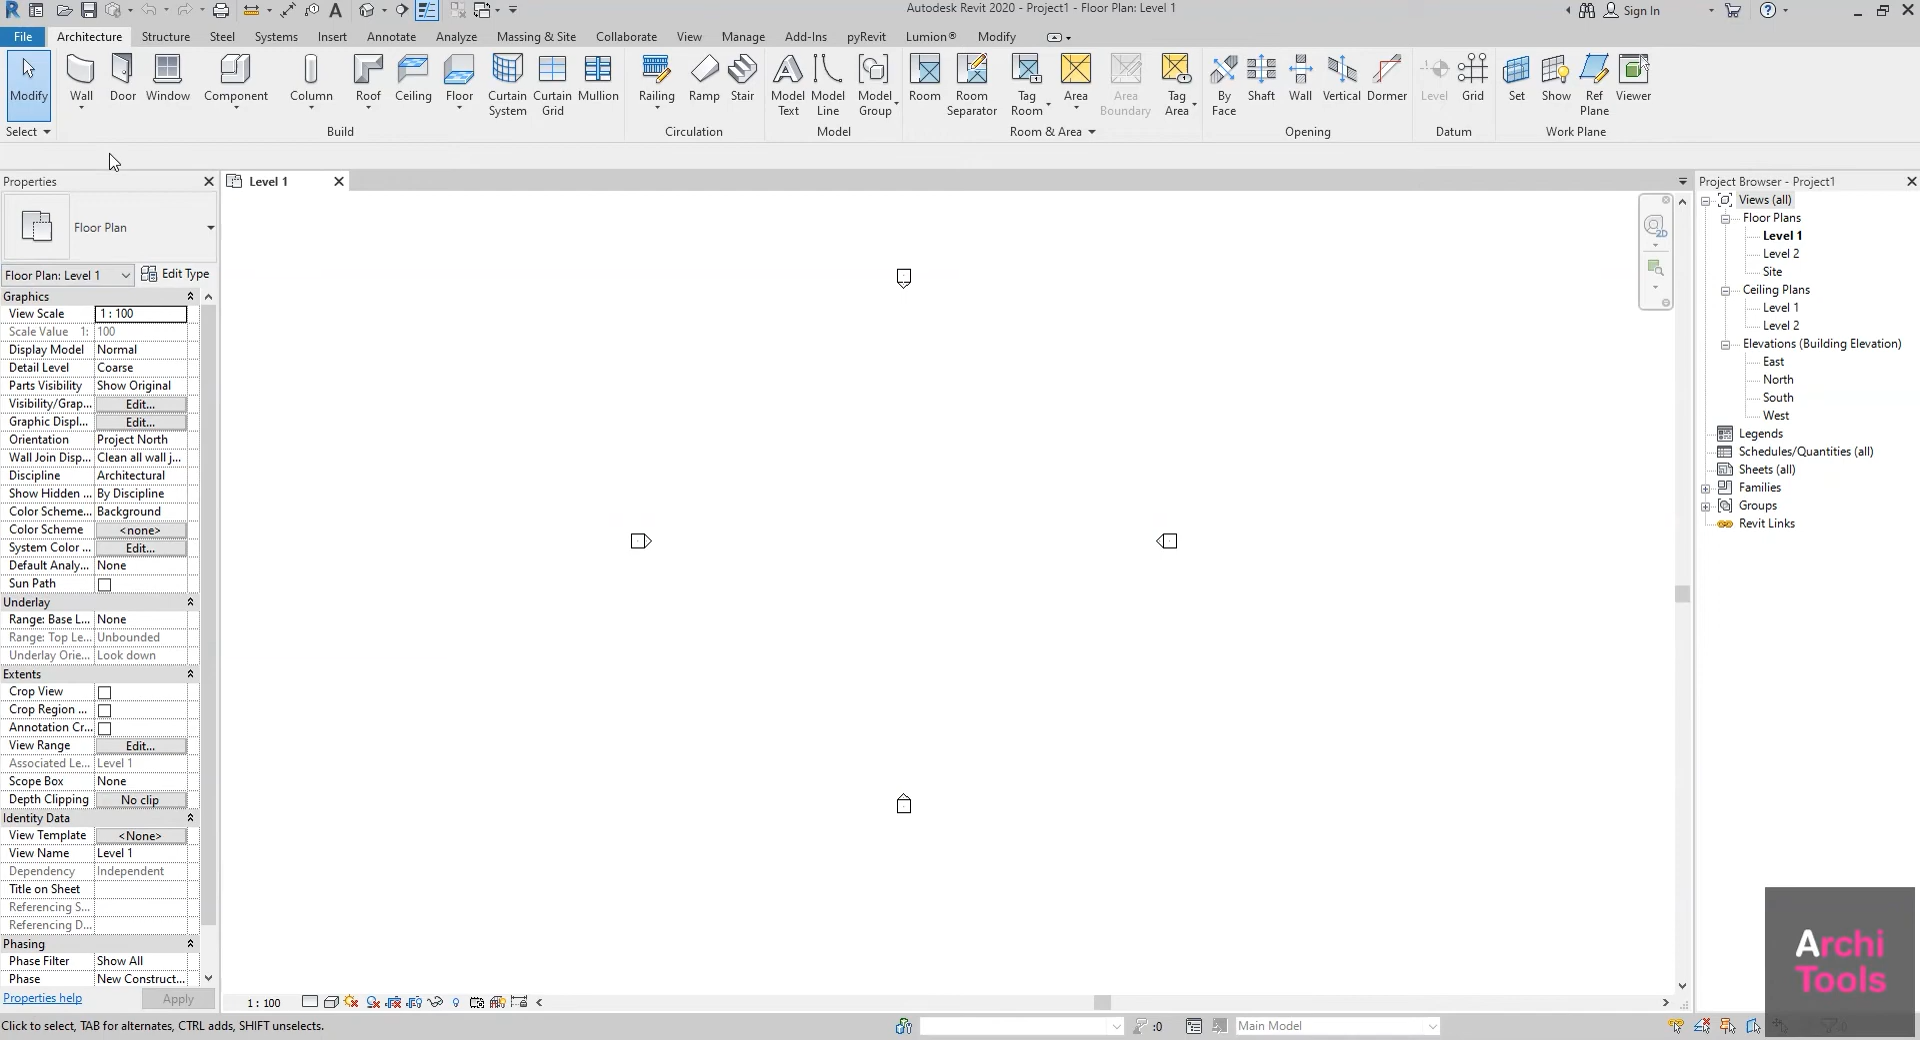 Autodesk Revit 2020 - Project1 - Floor Plan: Level 1
Sign In
File Architecture Structure Steel Systems Insert Annotate Analyze Massing & Site Collaborate View Manage Add-Ins pyRevit Lumion® Modify
Modify Wall Door Window Component Column Roof Ceiling Floor Curtain System Curtain Grid Mullion Railing Ramp Stair Model Text Model Line Model Group Room Room Separator Tag Room Area Area Boundary Tag Area By Face Shaft Wall Vertical Dormer Level Grid Set Show Ref Plane Viewer
Select Build Circulation Model Room & Area Opening Datum Work Plane
Properties
Floor Plan
Floor Plan: Level 1 Edit Type
Graphics
View Scale 1 : 100
Scale Value 1: 100
Display Model Normal
Detail Level Coarse
Parts Visibility Show Original
Visibility/Grap... Edit...
Graphic Displ... Edit...
Orientation Project North
Wall Join Disp... Clean all wall j...
Discipline Architectural
Show Hidden ... By Discipline
Color Scheme... Background
Color Scheme <none>
System Color ... Edit...
Default Analy... None
Sun Path
Underlay
Range: Base L... None
Range: Top Le... Unbounded
Underlay Orie... Look down
Extents
Crop View
Crop Region ...
Annotation Cr...
View Range Edit...
Associated Le... Level 1
Scope Box None
Depth Clipping No clip
Identity Data
View Template <None>
View Name Level 1
Dependency Independent
Title on Sheet
Referencing S...
Referencing D...
Phasing
Phase Filter Show All
Phase New Construct...
Properties help Apply
Level 1
2D
1 : 100
Project Browser - Project1
Views (all)
Floor Plans
Level 1
Level 2
Site
Ceiling Plans
Level 1
Level 2
Elevations (Building Elevation)
East
North
South
West
Legends
Schedules/Quantities (all)
Sheets (all)
Families
Groups
Revit Links
Archi
Tools
Click to select, TAB for alternates, CTRL adds, SHIFT unselects.
:0
Main Model